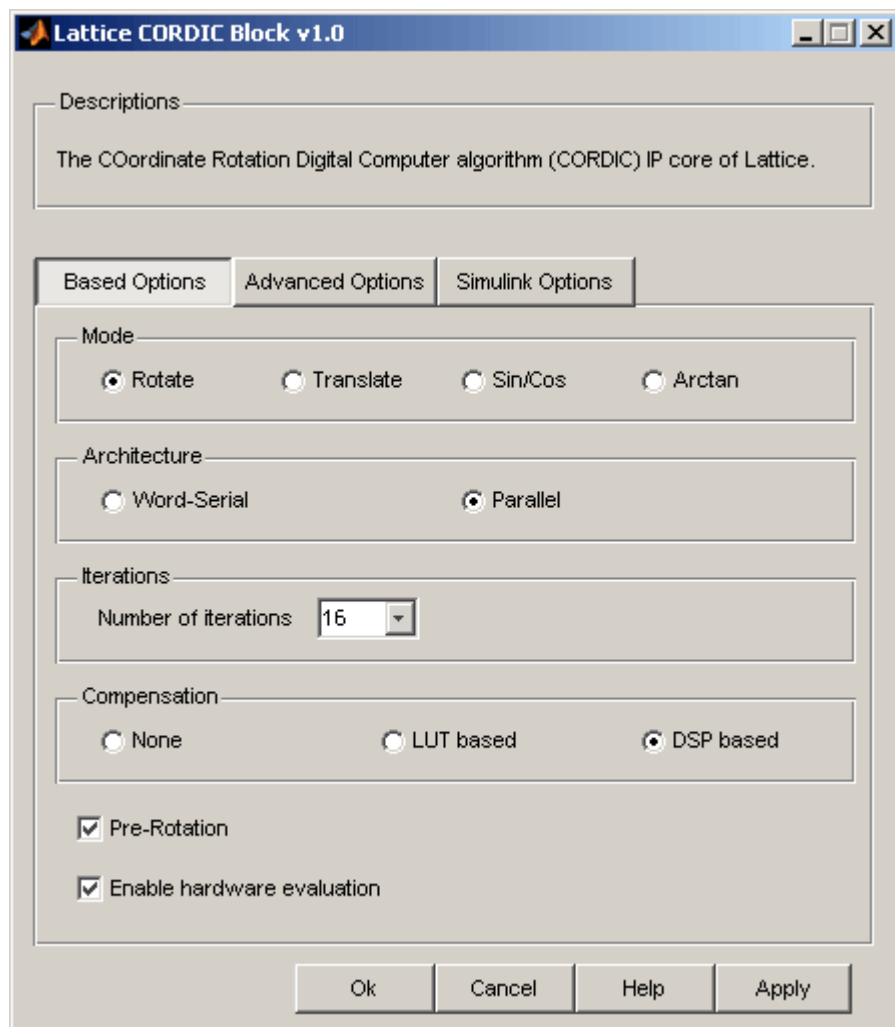 Lattice CORDIC Block v1.0
Descriptions
The COordinate Rotation Digital Computer algorithm (CORDIC) IP core of Lattice.
Based Options Advanced Options Simulink Options
Mode
Rotate Translate Sin/Cos Arctan
Architecture
Word-Serial Parallel
Iterations
Number of iterations 16
Compensation
None LUT based DSP based
Pre-Rotation
Enable hardware evaluation
Ok Cancel Help Apply